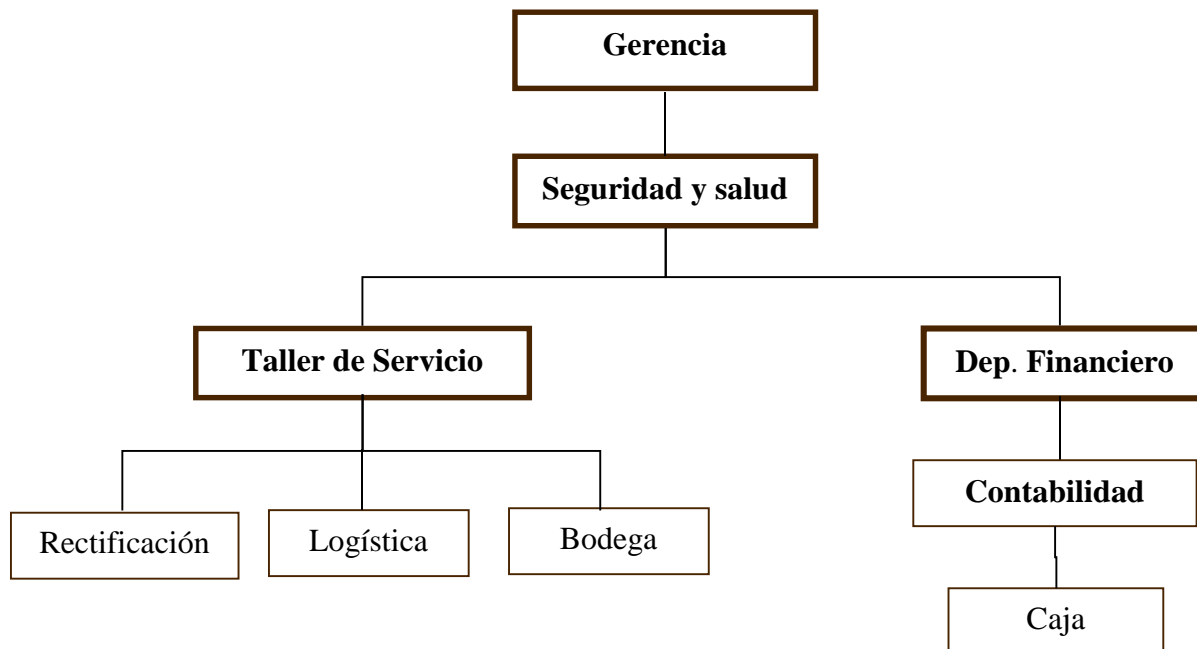 Gerencia
Seguridad y salud
Taller de Servicio
Dep. Financiero
Contabilidad
Rectificación
Logística
Bodega
Caja